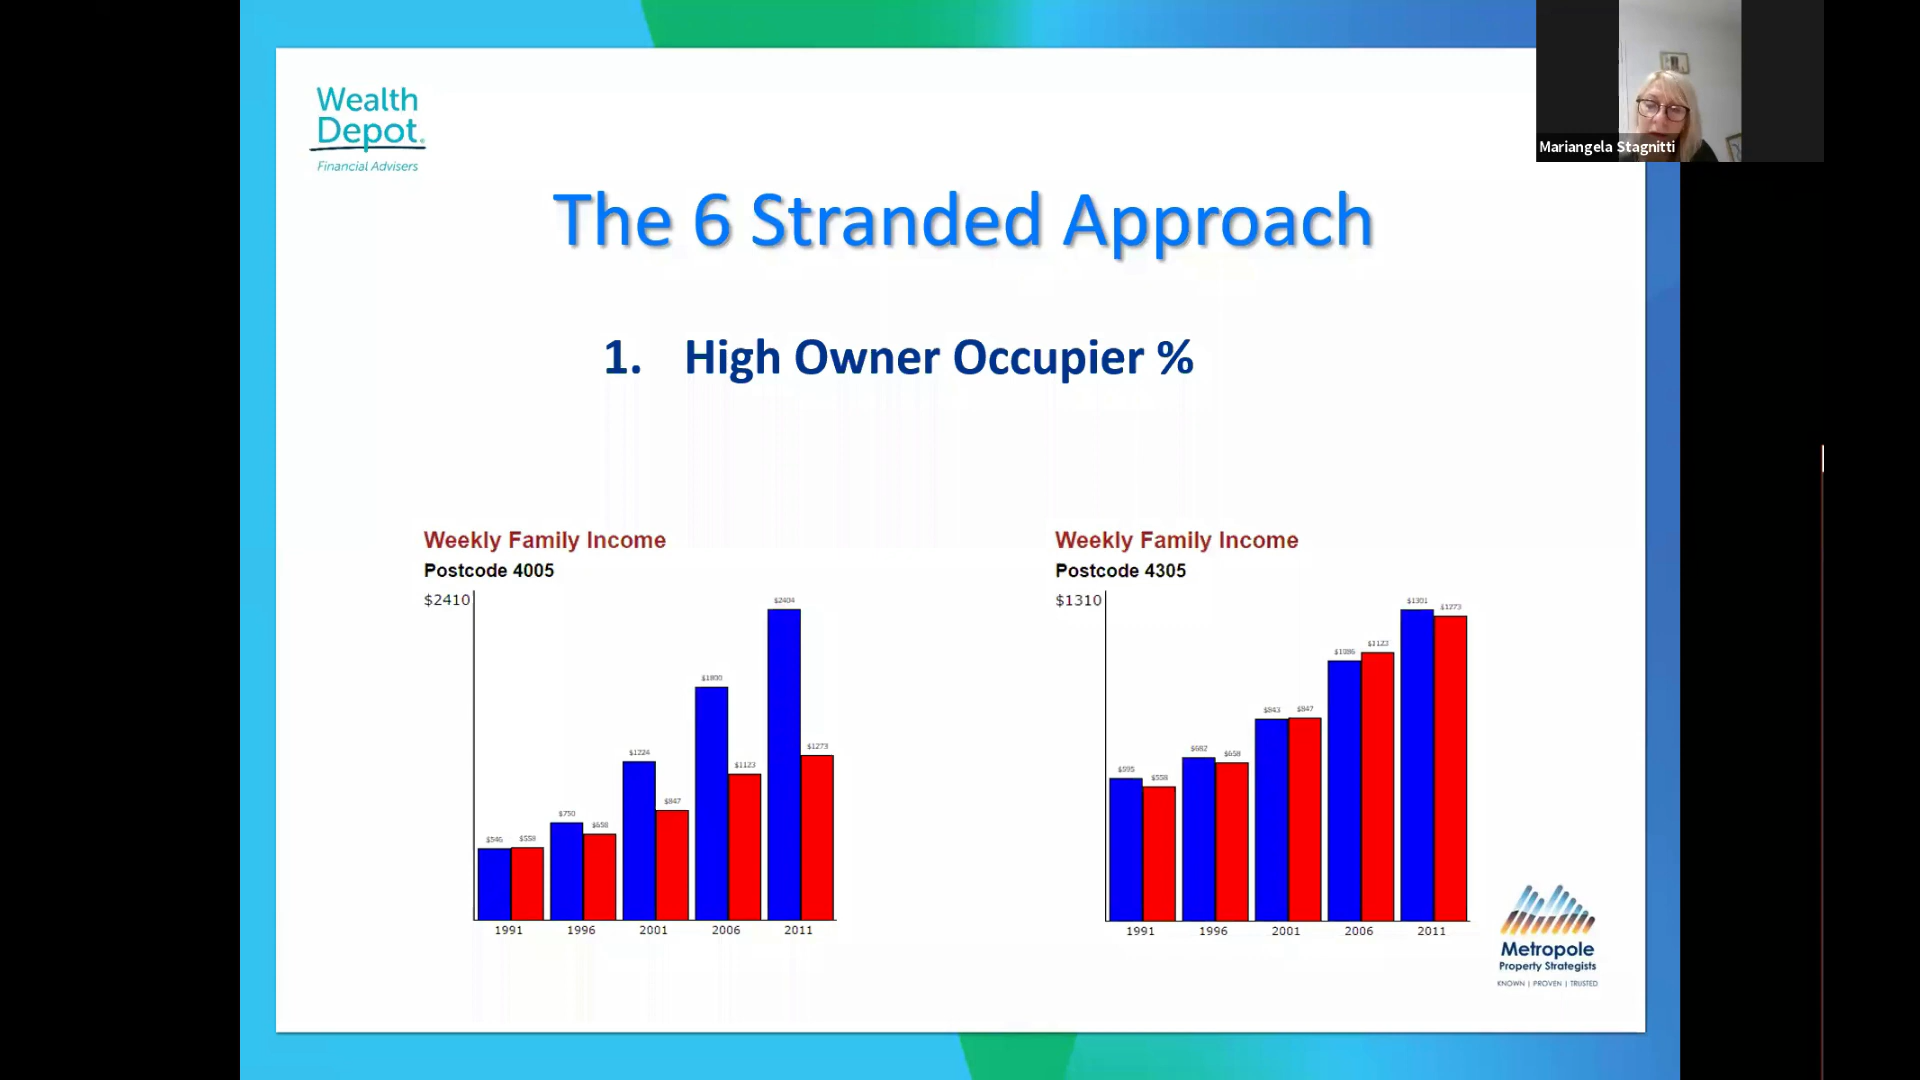 Wealth
Depot.
Financial Advisers
Mariangela Stagnitti
The 6 Stranded Approach
1. High Owner Occupier %
Weekly Family Income
Postcode 4005
$2410
$546
$558
$750
$658
$1224
$847
$1800
$1123
$2404
$1273
1991 1996 2001 2006 2011
Weekly Family Income
Postcode 4305
$1310
$595
$558
$682
$658
$843
$847
$1086
$1123
$1301
$1273
1991 1996 2001 2006 2011
Metropole
Property Strategists
KNOWN | PROVEN | TRUSTED